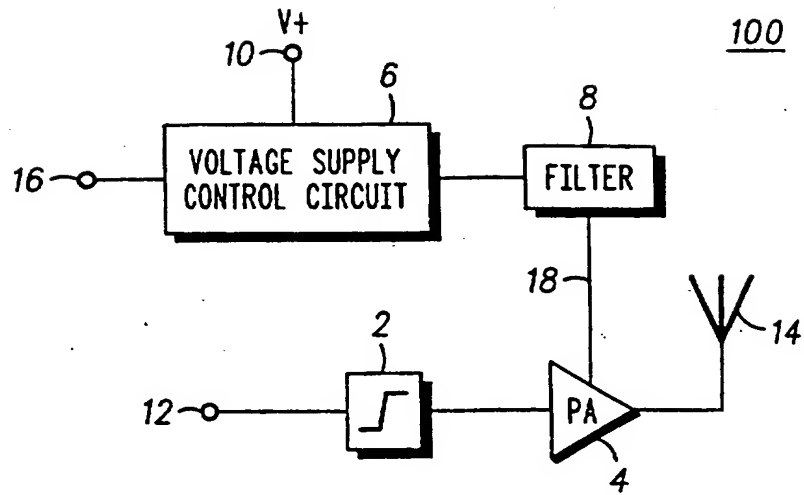 V+
100
10
6
8
16
VOLTAGE SUPPLY
CONTROL CIRCUIT
FILTER
18
14
2
12
PA
4